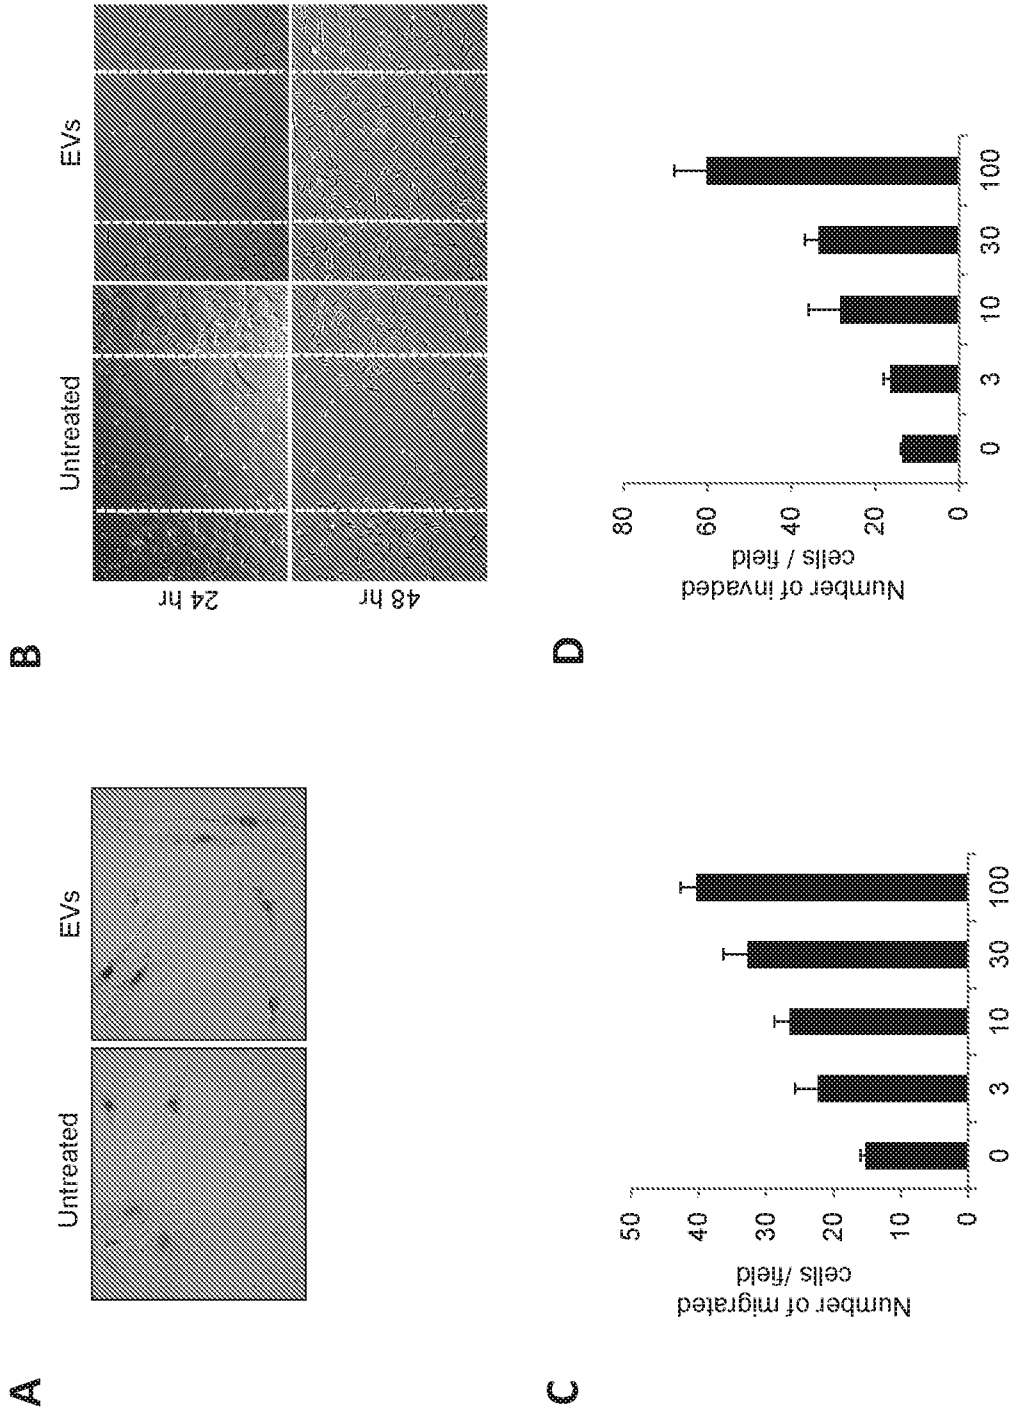 A
Untreated
EVs
B
Untreated
EVs
24 hr
48 hr
C
Number of migrated
cells / field
50
40
30
20
10
0
0
3
10
30
100
D
Number of invaded
cells / field
80
60
40
20
0
0
3
10
30
100